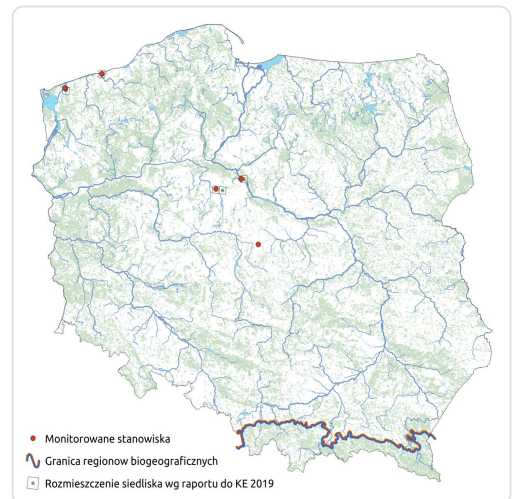 Monitorowane stanowiska
Granica regionów biogeograficznych
Rozmieszczenie siedliska wg raportu do KE 2019